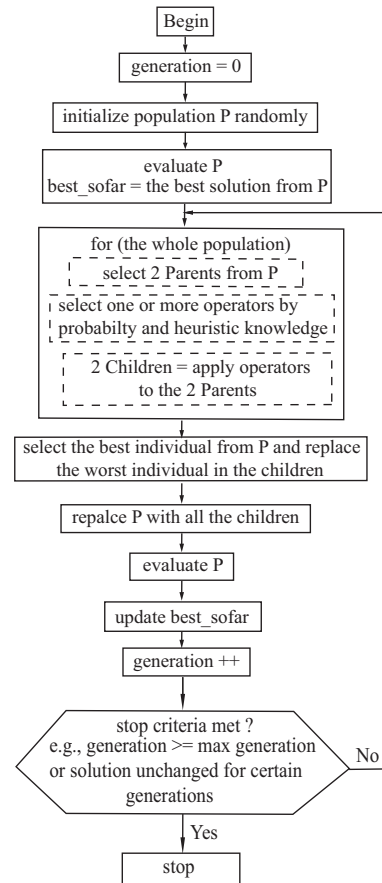 Begin
generation = 0
initialize population P randomly
evaluate P
best_sofar = the best solution from P
for (the whole population)
select 2 Parents from P
select one or more operators by
probabilty and heuristic knowledge
2 Children = apply operators
to the 2 Parents
select the best individual from P and replace
the worst individual in the children
repalce P with all the children
evaluate P
update best_sofar
generation ++
stop criteria met ?
e.g., generation >= max generation
or solution unchanged for certain
generations
No
Yes
stop